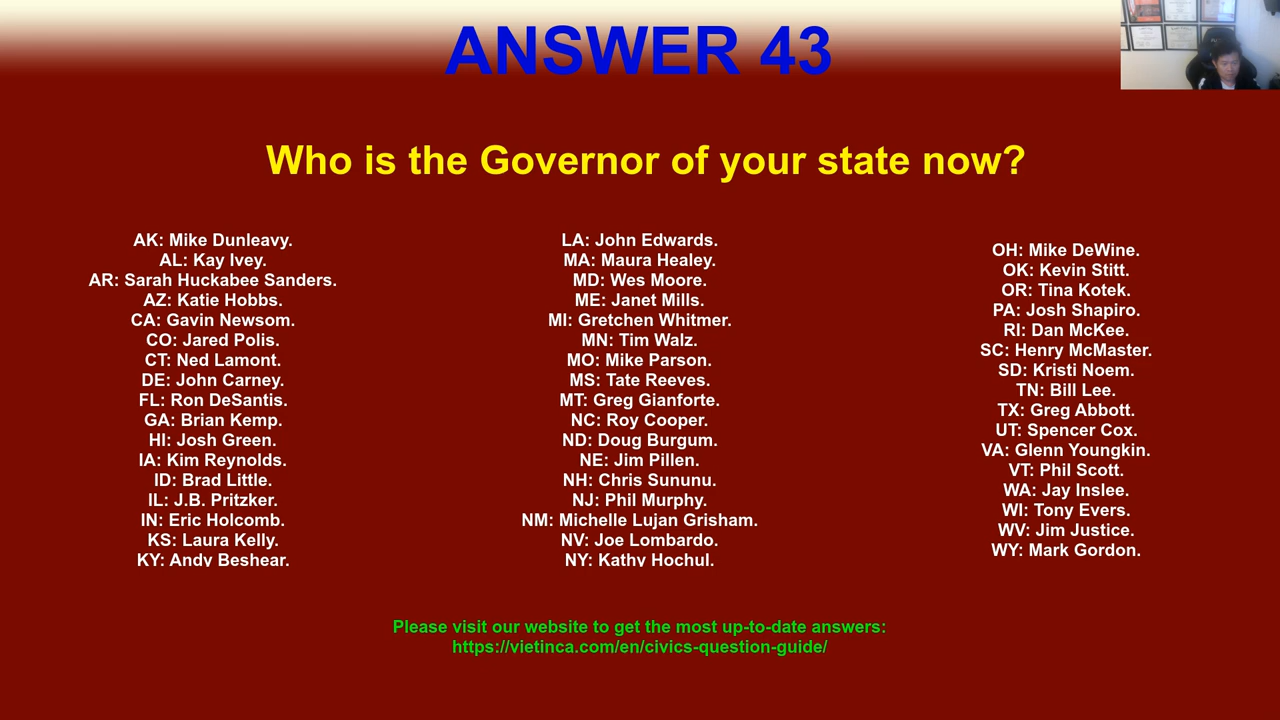 ANSWER 43
Who is the Governor of your state now?
AK: Mike Dunleavy.
AL: Kay Ivey.
AR: Sarah Huckabee Sanders.
AZ: Katie Hobbs.
CA: Gavin Newsom.
CO: Jared Polis.
CT: Ned Lamont.
DE: John Carney.
FL: Ron DeSantis.
GA: Brian Kemp.
HI: Josh Green.
IA: Kim Reynolds.
ID: Brad Little.
IL: J.B. Pritzker.
IN: Eric Holcomb.
KS: Laura Kelly.
KY: Andy Beshear.
LA: John Edwards.
MA: Maura Healey.
MD: Wes Moore.
ME: Janet Mills.
MI: Gretchen Whitmer.
MN: Tim Walz.
MO: Mike Parson.
MS: Tate Reeves.
MT: Greg Gianforte.
NC: Roy Cooper.
ND: Doug Burgum.
NE: Jim Pillen.
NH: Chris Sununu.
NJ: Phil Murphy.
NM: Michelle Lujan Grisham.
NV: Joe Lombardo.
NY: Kathy Hochul.
OH: Mike DeWine.
OK: Kevin Stitt.
OR: Tina Kotek.
PA: Josh Shapiro.
RI: Dan McKee.
SC: Henry McMaster.
SD: Kristi Noem.
TN: Bill Lee.
TX: Greg Abbott.
UT: Spencer Cox.
VA: Glenn Youngkin.
VT: Phil Scott.
WA: Jay Inslee.
WI: Tony Evers.
WV: Jim Justice.
WY: Mark Gordon.
Please visit our website to get the most up-to-date answers:
https://vietinca.com/en/civics-question-guide/